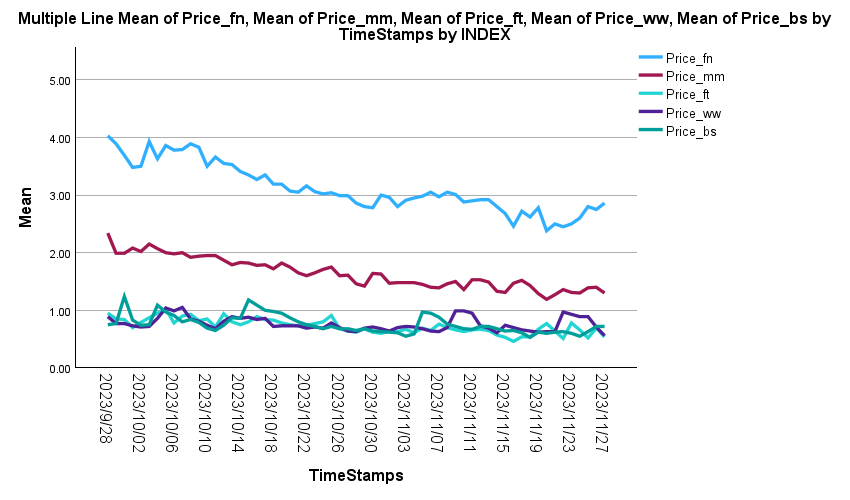 Multiple Line Mean of Price_fn, Mean of Price_mm, Mean of Price_ft, Mean of Price_ww, Mean of Price_bs by
TimeStamps by INDEX
Price_fn
Price_mm
Price_ft
Price_ww
Price_bs
Mean
5.00
4.00
3.00
2.00
1.00
0.00
2023/9/28
2023/10/02
2023/10/06
2023/10/10
2023/10/14
2023/10/18
2023/10/22
2023/10/26
2023/10/30
2023/11/03
2023/11/07
2023/11/11
2023/11/15
2023/11/19
2023/11/23
2023/11/27
TimeStamps